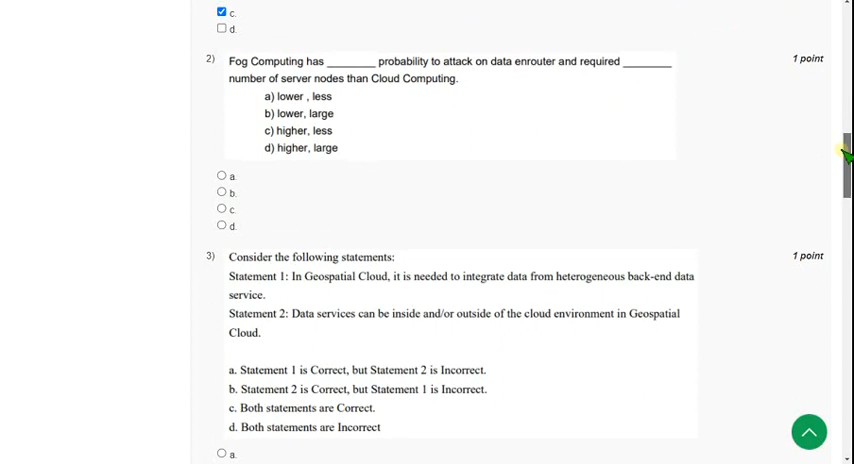 c.
d.
2) Fog Computing has ________ probability to attack on data enrouter and required ________ 1 point
number of server nodes than Cloud Computing.
a) lower , less
b) lower, large
c) higher, less
d) higher, large
a.
b.
c.
d.
3) Consider the following statements: 1 point
Statement 1: In Geospatial Cloud, it is needed to integrate data from heterogeneous back-end data
service.
Statement 2: Data services can be inside and/or outside of the cloud environment in Geospatial
Cloud.
a. Statement 1 is Correct, but Statement 2 is Incorrect.
b. Statement 2 is Correct, but Statement 1 is Incorrect.
c. Both statements are Correct.
d. Both statements are Incorrect
a.